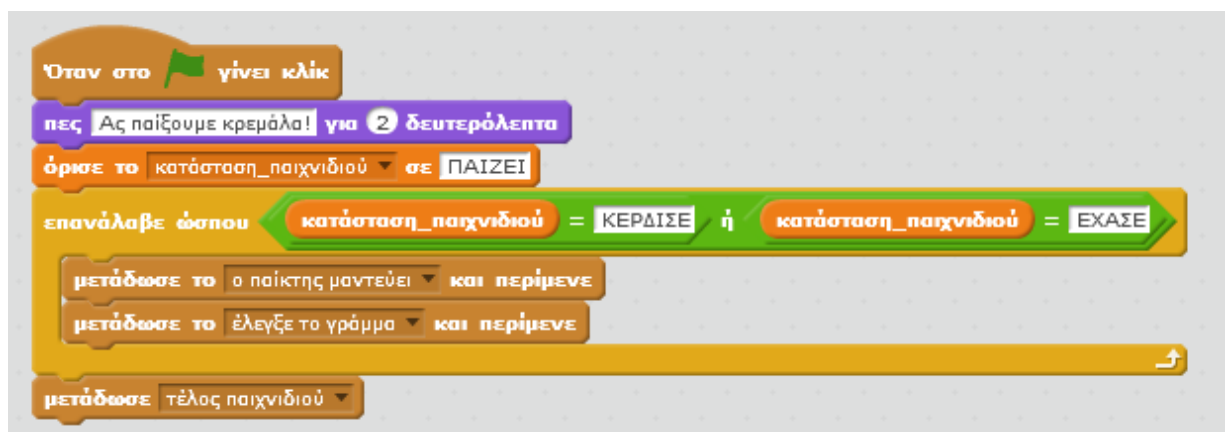 Όταν στο γίνει κλίκ
πες Ας παίξουμε κρεμάλα! για 2 δευτερόλεπτα
όρισε το κατάσταση_παιχνιδιού σε ΠΑΙΖΕΙ
επανάλαβε ώσπου κατάσταση_παιχνιδιού = ΚΕΡΔΙΣΕ ή κατάσταση_παιχνιδιού = ΕΧΑΣΕ
μετάδωσε το ο παίκτης μαντεύει και περίμενε
μετάδωσε το έλεγξε το γράμμα και περίμενε
μετάδωσε τέλος παιχνιδιού